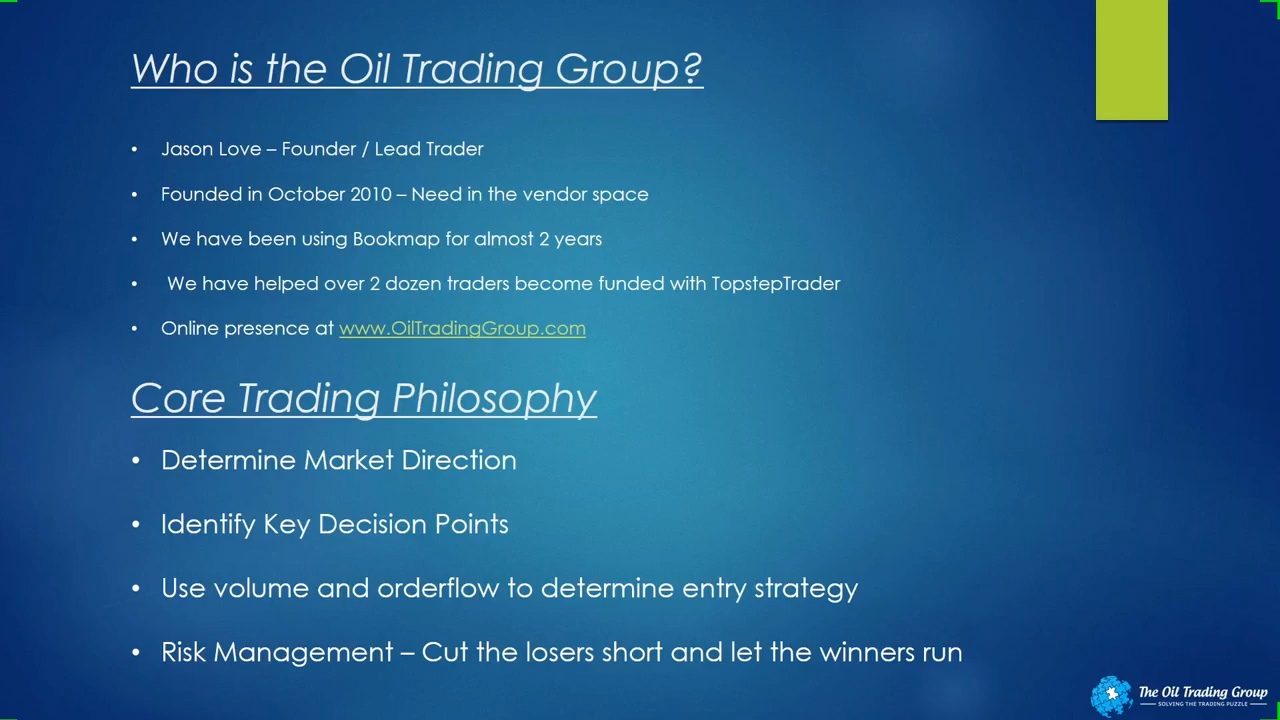 Who is the Oil Trading Group?
• Jason Love – Founder / Lead Trader
• Founded in October 2010 – Need in the vendor space
• We have been using Bookmap for almost 2 years
• We have helped over 2 dozen traders become funded with TopstepTrader
• Online presence at www.OilTradingGroup.com
Core Trading Philosophy
• Determine Market Direction
• Identify Key Decision Points
• Use volume and orderflow to determine entry strategy
• Risk Management – Cut the losers short and let the winners run
The Oil Trading Group
SOLVING THE TRADING PUZZLE